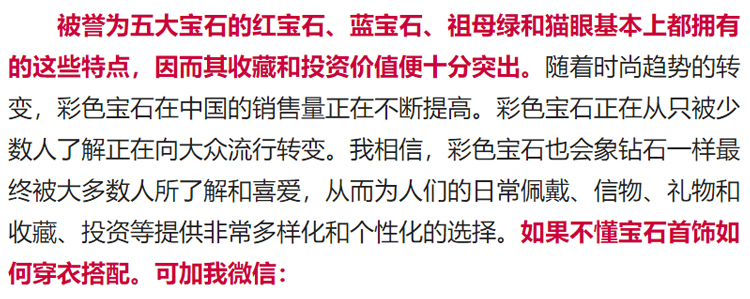 被誉为五大宝石的红宝石、蓝宝石、祖母绿和猫眼基本上都拥有
的这些特点，因而其收藏和投资价值便十分突出。随着时尚趋势的转
变，彩色宝石在中国的销售量正在不断提高。彩色宝石正在从只被少
数人了解正在向大众流行转变。我相信，彩色宝石也会象钻石一样最
终被大多数人所了解和喜爱，从而为人们的日常佩戴、信物、礼物和
收藏、投资等提供非常多样化和个性化的选择。如果不懂宝石首饰如
何穿衣搭配。可加我微信：